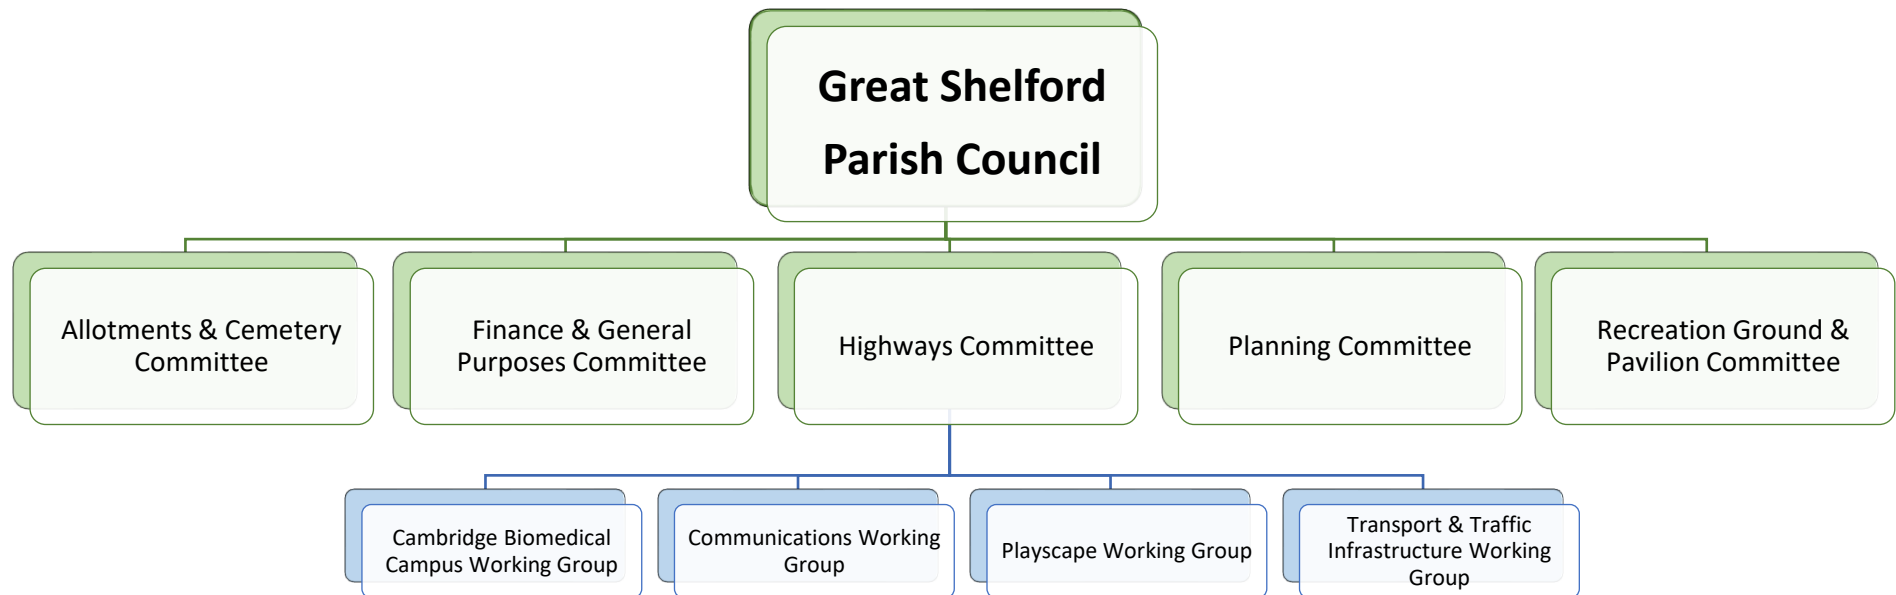 Great Shelford
Parish Council
Allotments & Cemetery
Committee
Finance & General
Purposes Committee
Highways Committee
Planning Committee
Recreation Ground &
Pavilion Committee
Cambridge Biomedical
Campus Working Group
Communications Working
Group
Playscape Working Group
Transport & Traffic
Infrastructure Working
Group